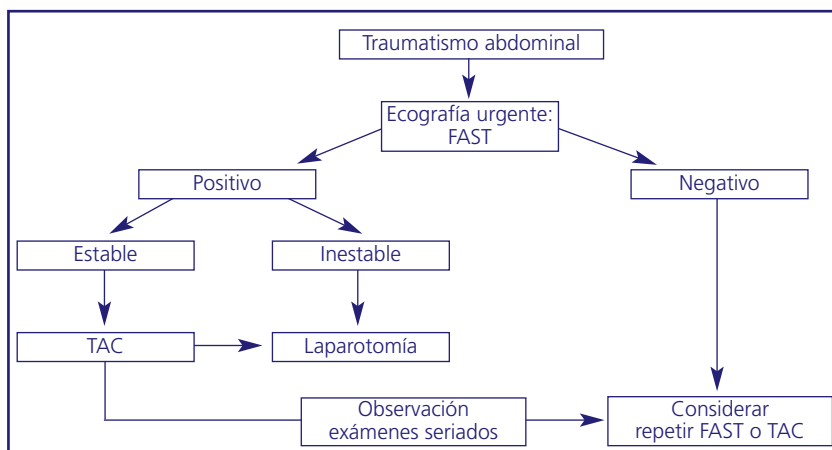 Traumatismo abdominal
Ecografía urgente:
FAST
Positivo
Negativo
Estable
Inestable
TAC
Laparotomía
Observación
exámenes seriados
Considerar
repetir FAST o TAC